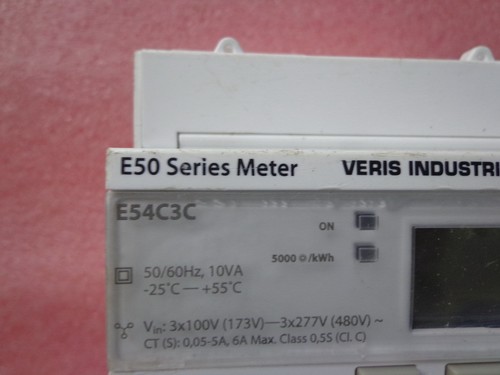 E50 Series Meter VERIS INDUSTRI
E54C3C
ON
5000 /kWh
50/60Hz, 10VA
-25°C—+55°C
Vin: 3x100V (173V)—3x277V (480V) ~
CT (S): 0,05-5A, 6A Max. Class 0,5S (Cl. C)